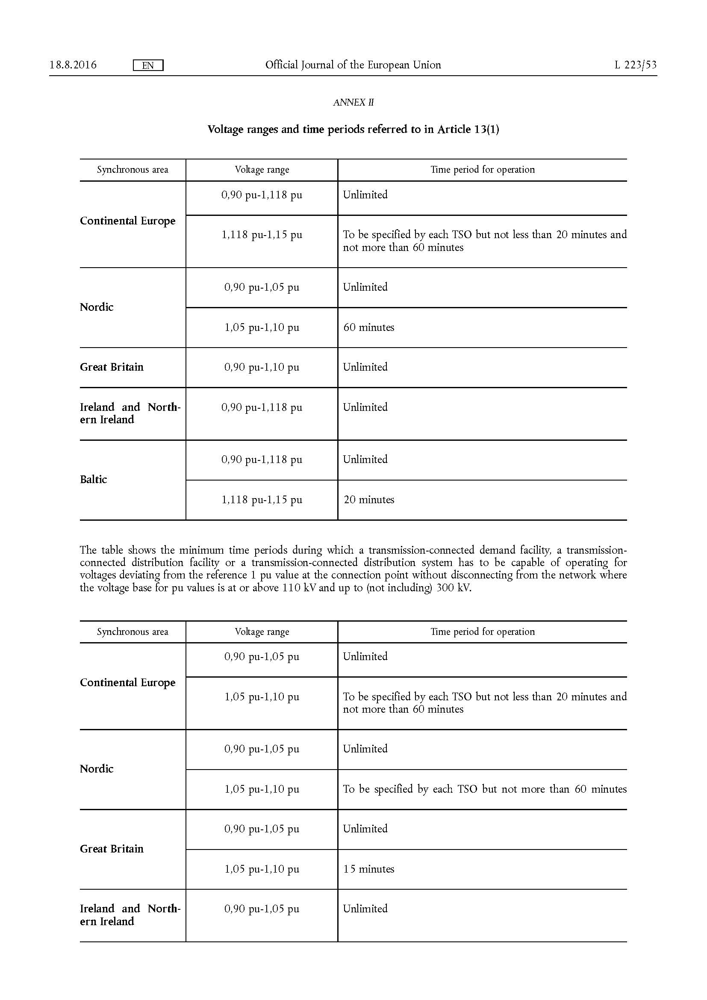 18.8.2016 EN Official Journal of the European Union L 223/53
ANNEX II
Voltage ranges and time periods referred to in Article 13(1)
Synchronous area Voltage range Time period for operation
Continental Europe
0,90 pu-1,118 pu Unlimited
1,118 pu-1,15 pu To be specified by each TSO but not less than 20 minutes and
not more than 60 minutes
Nordic
0,90 pu-1,05 pu Unlimited
1,05 pu-1,10 pu 60 minutes
Great Britain 0,90 pu-1,10 pu Unlimited
Ireland and North- 0,90 pu-1,118 pu Unlimited
ern Ireland
Baltic
0,90 pu-1,118 pu Unlimited
1,118 pu-1,15 pu 20 minutes
The table shows the minimum time periods during which a transmission-connected demand facility, a transmission-
connected distribution facility or a transmission-connected distribution system has to be capable of operating for
voltages deviating from the reference 1 pu value at the connection point without disconnecting from the network where
the voltage base for pu values is at or above 110 kV and up to (not including) 300 kV.
Synchronous area Voltage range Time period for operation
Continental Europe
0,90 pu-1,05 pu Unlimited
1,05 pu-1,10 pu To be specified by each TSO but not less than 20 minutes and
not more than 60 minutes
Nordic
0,90 pu-1,05 pu Unlimited
1,05 pu-1,10 pu To be specified by each TSO but not more than 60 minutes
Great Britain
0,90 pu-1,05 pu Unlimited
1,05 pu-1,10 pu 15 minutes
Ireland and North- 0,90 pu-1,05 pu Unlimited
ern Ireland